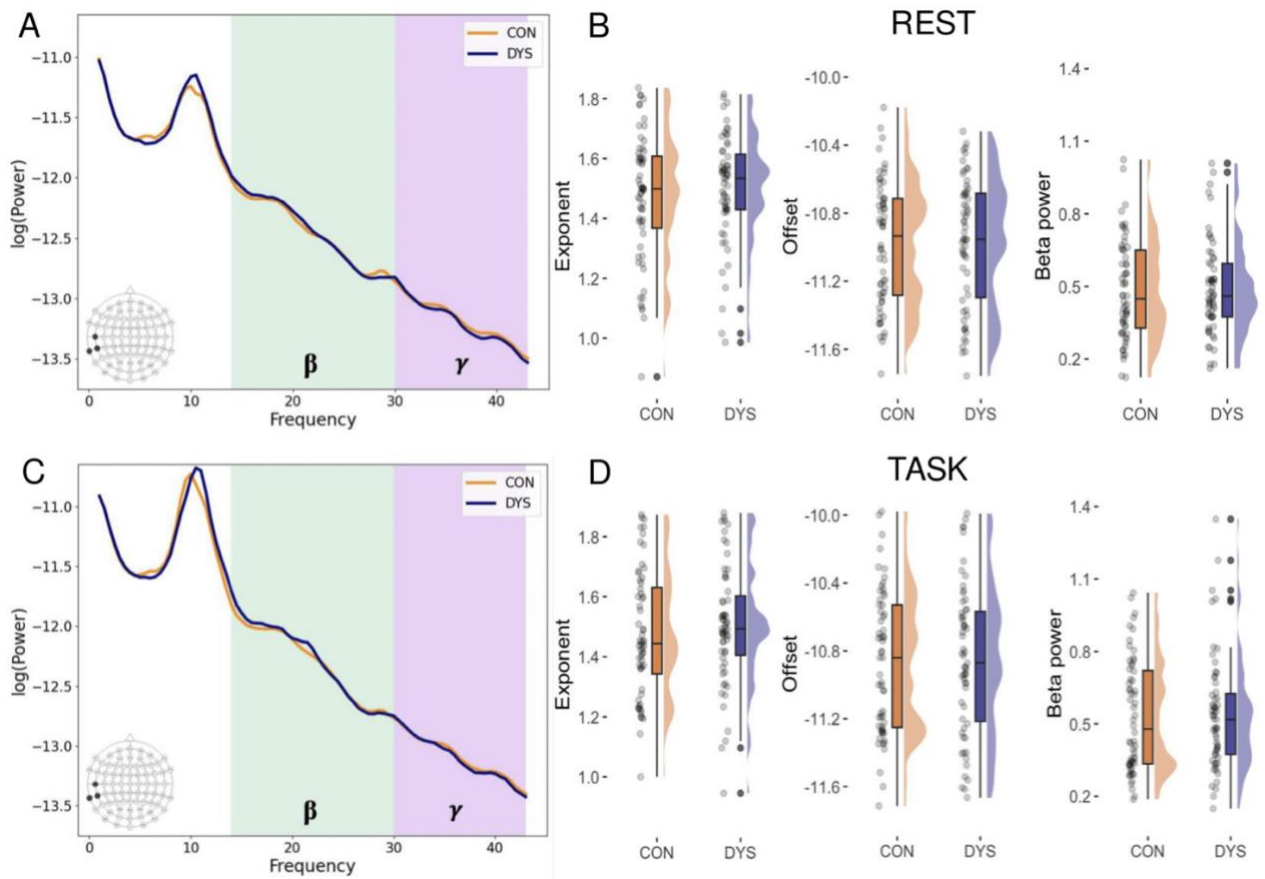 A
CON
DYS
−11.0
−11.5
−12.0
−12.5
−13.0
−13.5
log(Power)
β
γ
0
10
20
30
40
Frequency
B
REST
1.8
1.6
1.4
1.2
1.0
Exponent
CON
DYS
-10.0
-10.4
-10.8
-11.2
-11.6
Offset
CON
DYS
1.4
1.1
0.8
0.5
0.2
Beta power
CON
DYS
C
CON
DYS
−11.0
−11.5
−12.0
−12.5
−13.0
−13.5
log(Power)
β
γ
0
10
20
30
40
Frequency
D
TASK
1.8
1.6
1.4
1.2
1.0
Exponent
CON
DYS
-10.0
-10.4
-10.8
-11.2
-11.6
Offset
CON
DYS
1.4
1.1
0.8
0.5
0.2
Beta power
CON
DYS